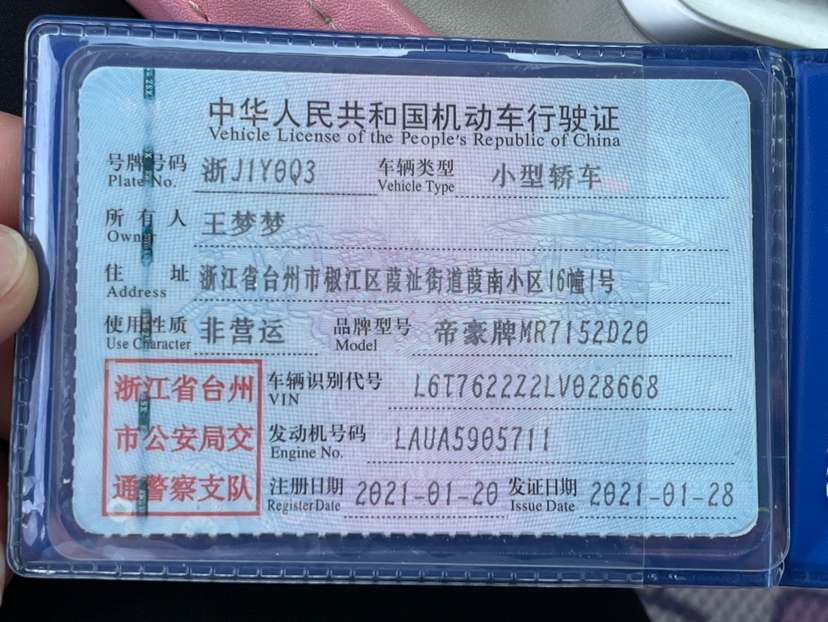 中华人民共和国机动车行驶证
Vehicle License of the People's Republic of China
号牌号码 浙J1Y0Q3 车辆类型 小型轿车
Plate No. Vehicle Type
所有人 王梦梦
Owner
住址 浙江省台州市椒江区葭沚街道葭南小区16幢1号
Address
使用性质 非营运 品牌型号 帝豪牌MR7152D20
Use Character Model
浙江省台州
市公安局交
通警察支队
车辆识别代号 L6T7622Z2LV028668
VIN
发动机号码 LAUA5905711
Engine No.
注册日期 2021-01-20 发证日期 2021-01-28
Register Date Issue Date